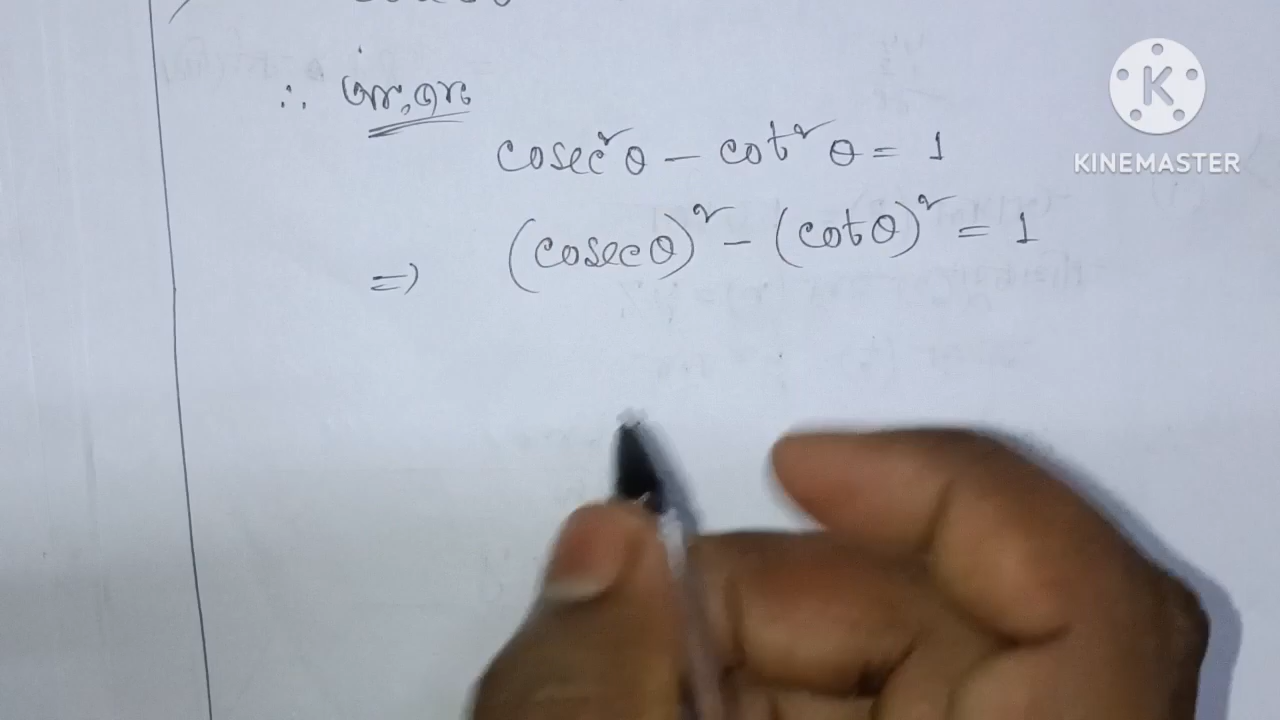 KINEMASTER
cosec²θ − cot²θ = 1
⇒ (cosecθ)² − (cotθ)² = 1